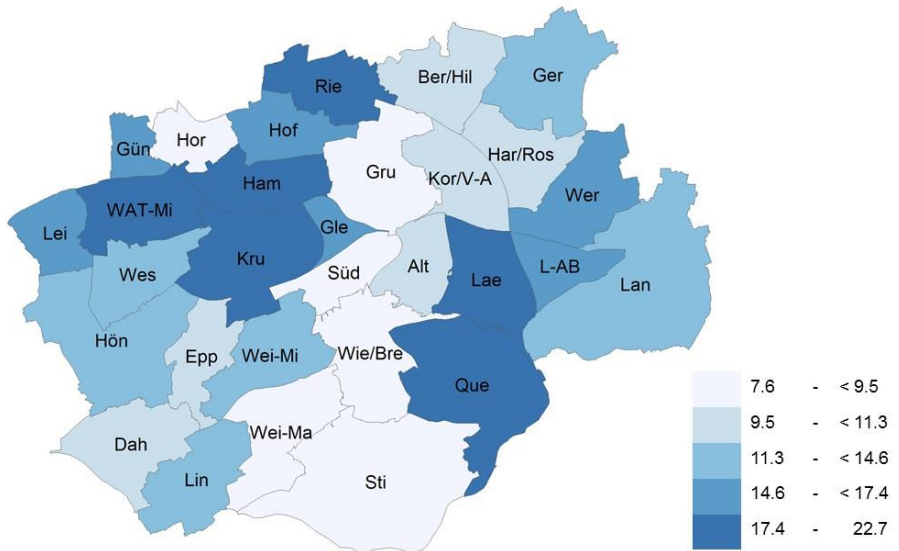 Rie
Ber/Hil
Ger
Gün
Hor
Hof
Gru
Kor/V-A
Har/Ros
Wer
WAT-Mi
Ham
Lei
Gle
Kru
Wes
Süd
Alt
Lae
L-AB
Lan
Hön
Epp
Wei-Mi
Wie/Bre
Que
Dah
Wei-Ma
Lin
Sti
7.6 - < 9.5
9.5 - < 11.3
11.3 - < 14.6
14.6 - < 17.4
17.4 - 22.7